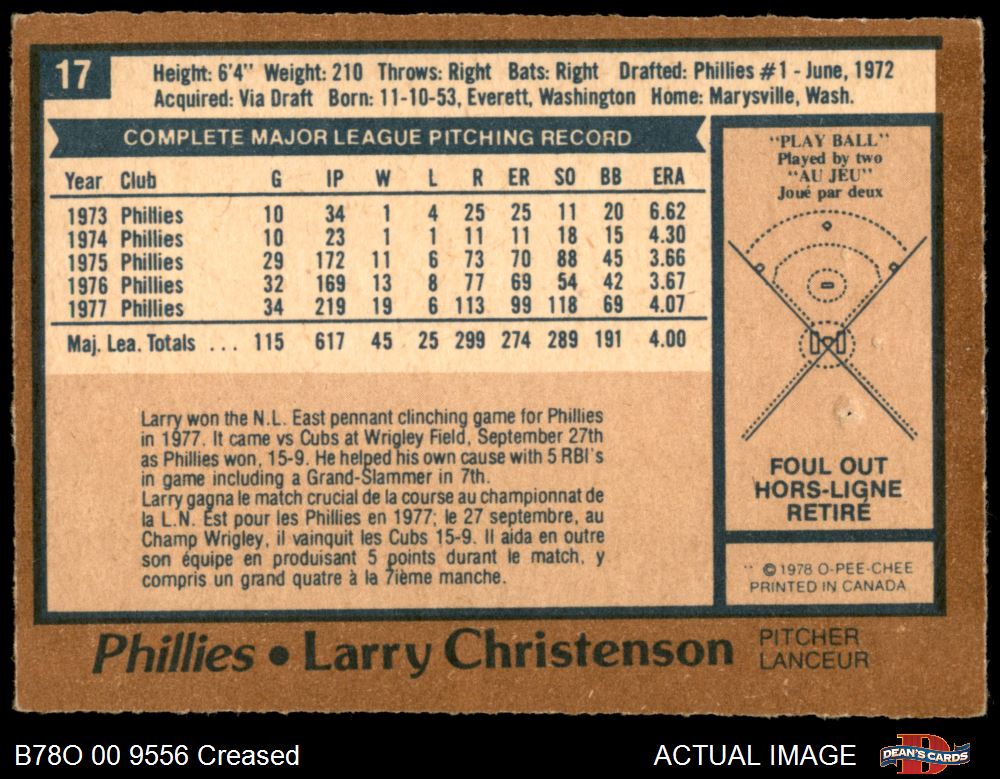 17
Height: 6'4" Weight: 210 Throws: Right Bats: Right Drafted: Phillies #1 - June, 1972
Acquired: Via Draft Born: 11-10-53, Everett, Washington Home: Marysville, Wash.
COMPLETE MAJOR LEAGUE PITCHING RECORD
Year Club G IP W L R ER SO BB ERA
1973 Phillies 10 34 1 4 25 25 11 20 6.62
1974 Phillies 10 23 1 1 11 11 18 15 4.30
1975 Phillies 29 172 11 6 73 70 88 45 3.66
1976 Phillies 32 169 13 8 77 69 54 42 3.67
1977 Phillies 34 219 19 6 113 99 118 69 4.07
Maj. Lea. Totals ... 115 617 45 25 299 274 289 191 4.00
Larry won the N.L. East pennant clinching game for Phillies
in 1977. It came vs Cubs at Wrigley Field, September 27th
as Phillies won, 15-9. He helped his own cause with 5 RBI's
in game including a Grand-Slammer in 7th.
Larry gagna le match crucial de la course au championnat de
la L.N. Est pour les Phillies en 1977; le 27 septembre, au
Champ Wrigley, il vainquit les Cubs 15-9. Il aida en outre
son équipe en produisant 5 points durant le match, y
compris un grand quatre à la 7ième manche.
"PLAY BALL"
Played by two
"AU JEU"
Joué par deux
FOUL OUT
HORS-LIGNE
RETIRÉ
** © 1978 O-PEE-CHEE
PRINTED IN CANADA
Phillies • Larry Christenson
PITCHER
LANCEUR
B78O 00 9556 Creased
ACTUAL IMAGE
DEAN'S CARDS